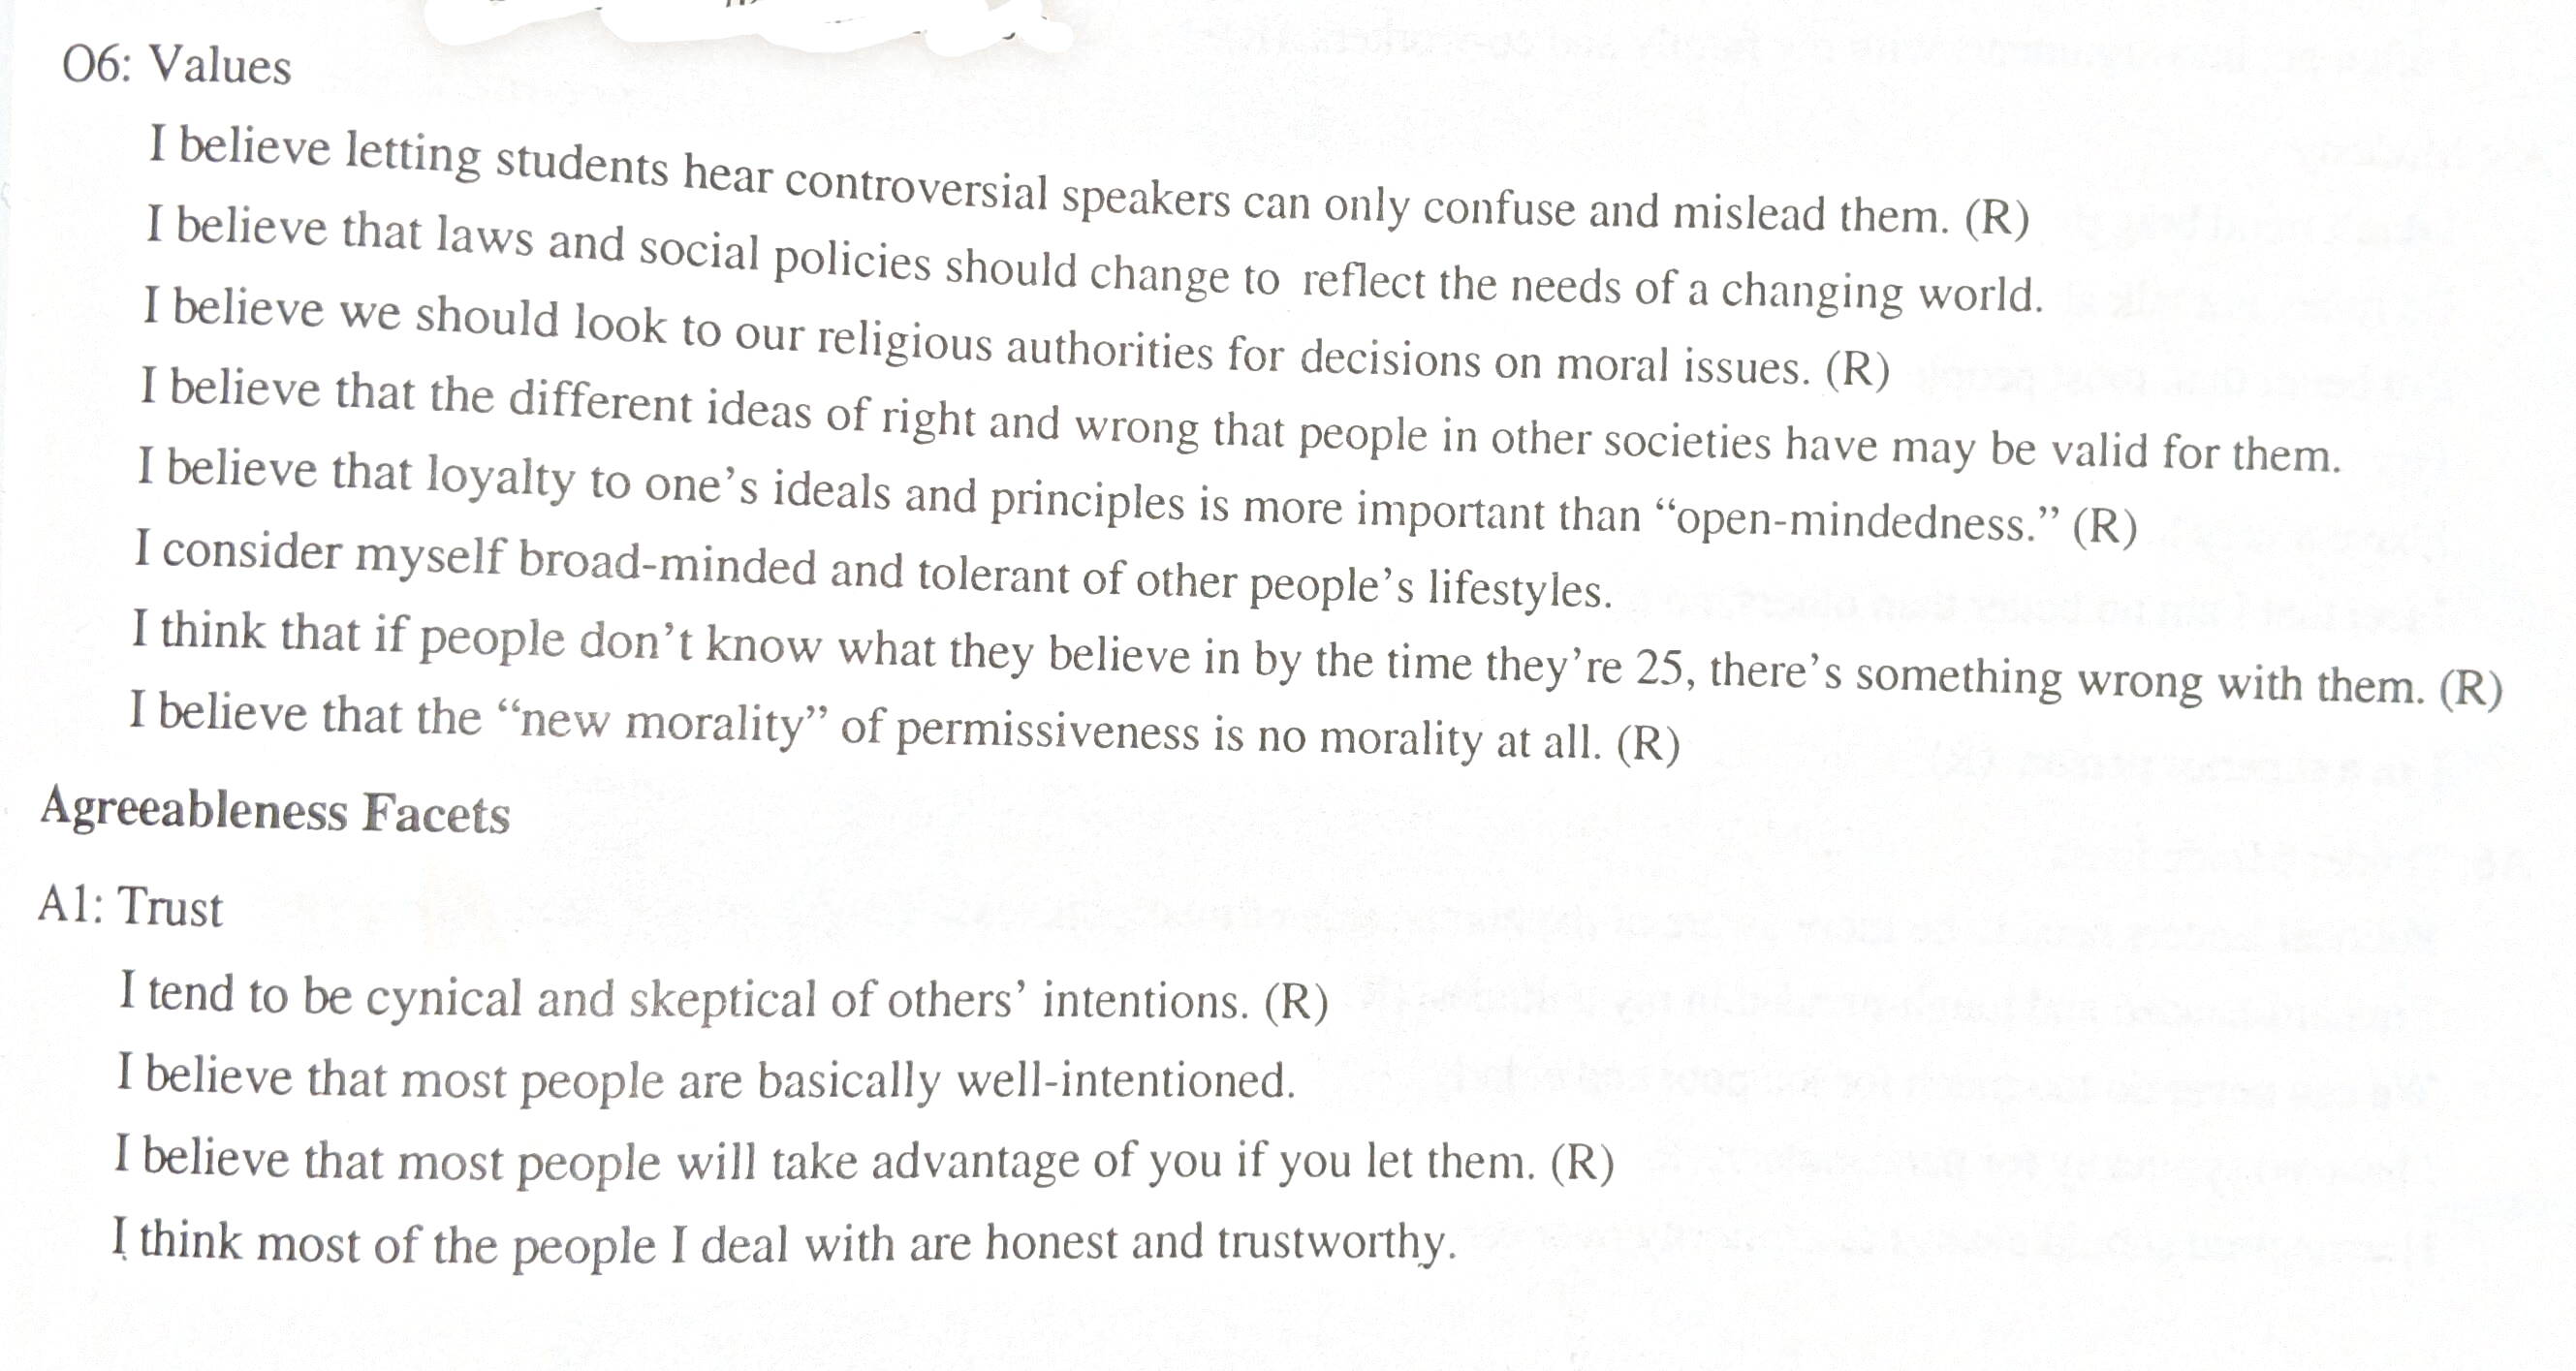 O6: Values
I believe letting students hear controversial speakers can only confuse and mislead them. (R)
I believe that laws and social policies should change to reflect the needs of a changing world.
I believe we should look to our religious authorities for decisions on moral issues. (R)
I believe that the different ideas of right and wrong that people in other societies have may be valid for them.
I believe that loyalty to one’s ideals and principles is more important than “open-mindedness.” (R)
I consider myself broad-minded and tolerant of other people’s lifestyles.
I think that if people don’t know what they believe in by the time they’re 25, there’s something wrong with them. (R)
I believe that the “new morality” of permissiveness is no morality at all. (R)
Agreeableness Facets
A1: Trust
I tend to be cynical and skeptical of others’ intentions. (R)
I believe that most people are basically well-intentioned.
I believe that most people will take advantage of you if you let them. (R)
I think most of the people I deal with are honest and trustworthy.